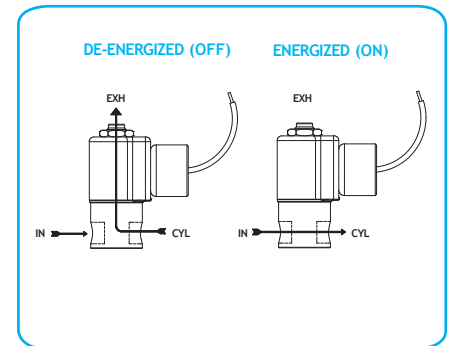 DE-ENERGIZED (OFF)
ENERGIZED (ON)
EXH
EXH
IN
CYL
IN
CYL